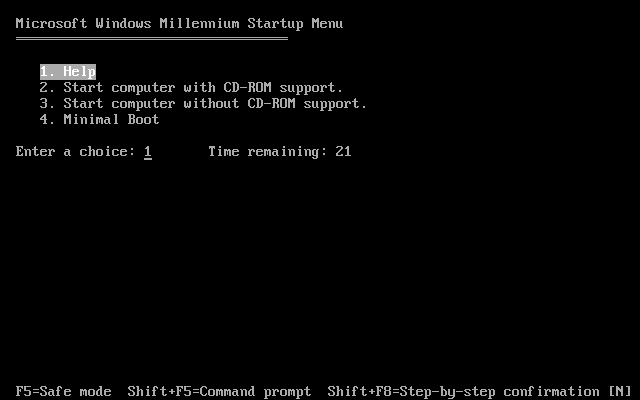 Microsoft Windows Millennium Startup Menu
1. Help
2. Start computer with CD-ROM support.
3. Start computer without CD-ROM support.
4. Minimal Boot
Enter a choice: 1       Time remaining: 21
F5=Safe mode  Shift+F5=Command prompt  Shift+F8=Step-by-step confirmation [N]